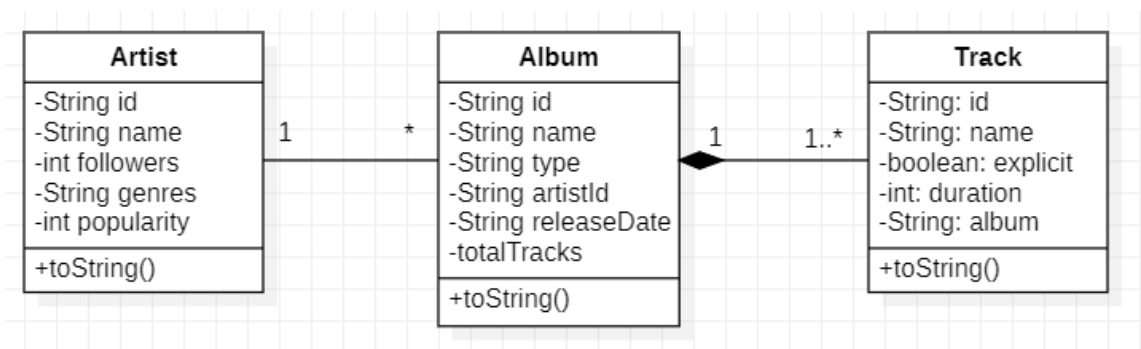 Artist
-String id
-String name
-int followers
-String genres
-int popularity
+toString()
1
*
Album
-String id
-String name
-String type
-String artistId
-String releaseDate
-totalTracks
+toString()
1
1..*
Track
-String: id
-String: name
-boolean: explicit
-int: duration
-String: album
+toString()